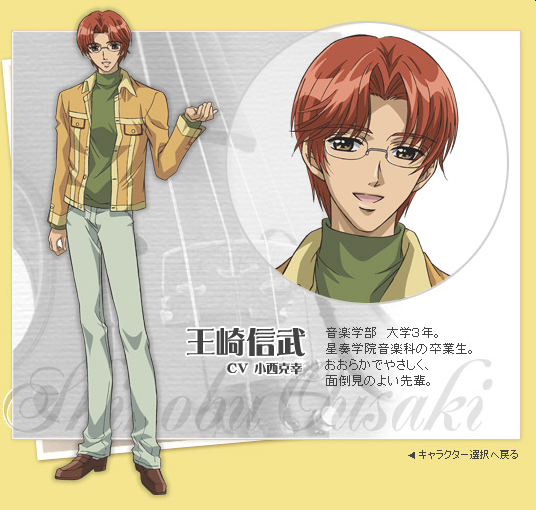 王崎信武
CV 小西克幸
音楽学部　大学3年。
星奏学院音楽科の卒業生。
おおらかでやさしく、
面倒見のよい先輩。
◀キャラクター選択へ戻る